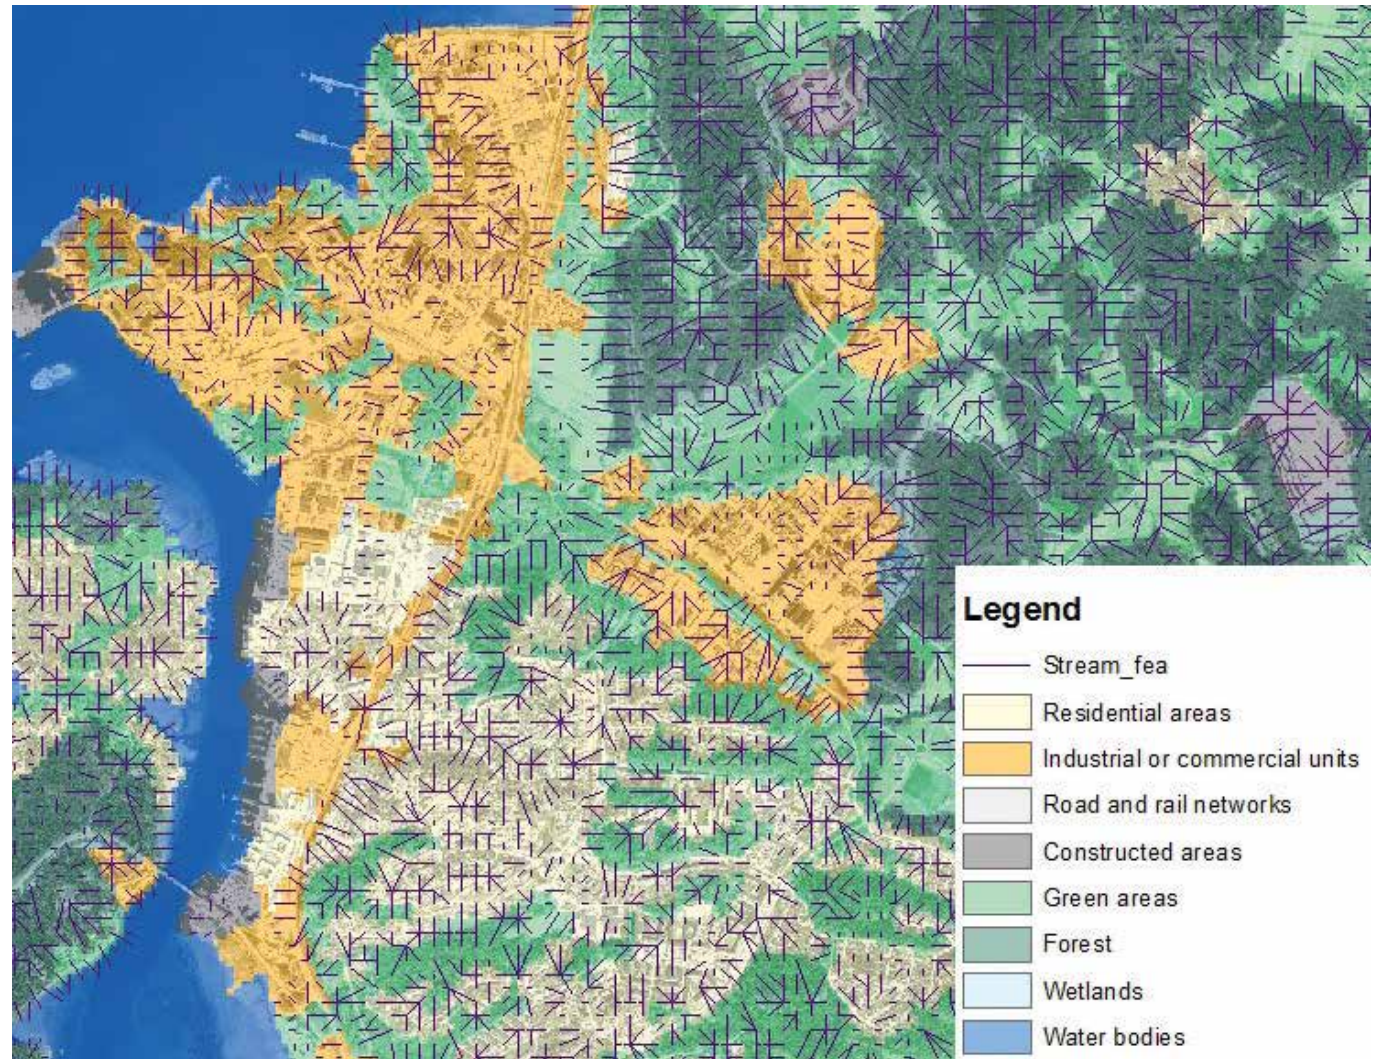 Legend
Stream_fea
Residential areas
Industrial or commercial units
Road and rail networks
Constructed areas
Green areas
Forest
Wetlands
Water bodies